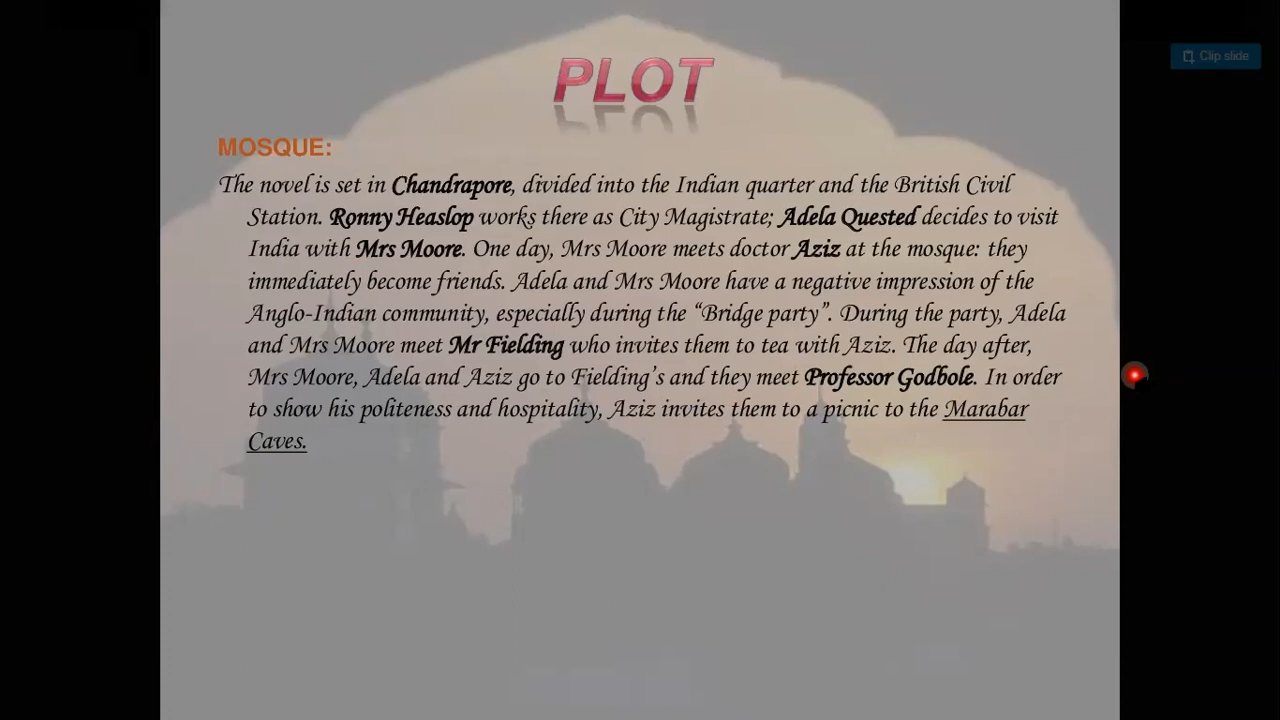 PLOT
Clip slide
MOSQUE:
The novel is set in Chandrapore, divided into the Indian quarter and the British Civil
Station. Ronny Heaslop works there as City Magistrate; Adela Quested decides to visit
India with Mrs Moore. One day, Mrs Moore meets doctor Aziz at the mosque: they
immediately become friends. Adela and Mrs Moore have a negative impression of the
Anglo-Indian community, especially during the “Bridge party”. During the party, Adela
and Mrs Moore meet Mr Fielding who invites them to tea with Aziz. The day after,
Mrs Moore, Adela and Aziz go to Fielding’s and they meet Professor Godbole. In order
to show his politeness and hospitality, Aziz invites them to a picnic to the Marabar
Caves.